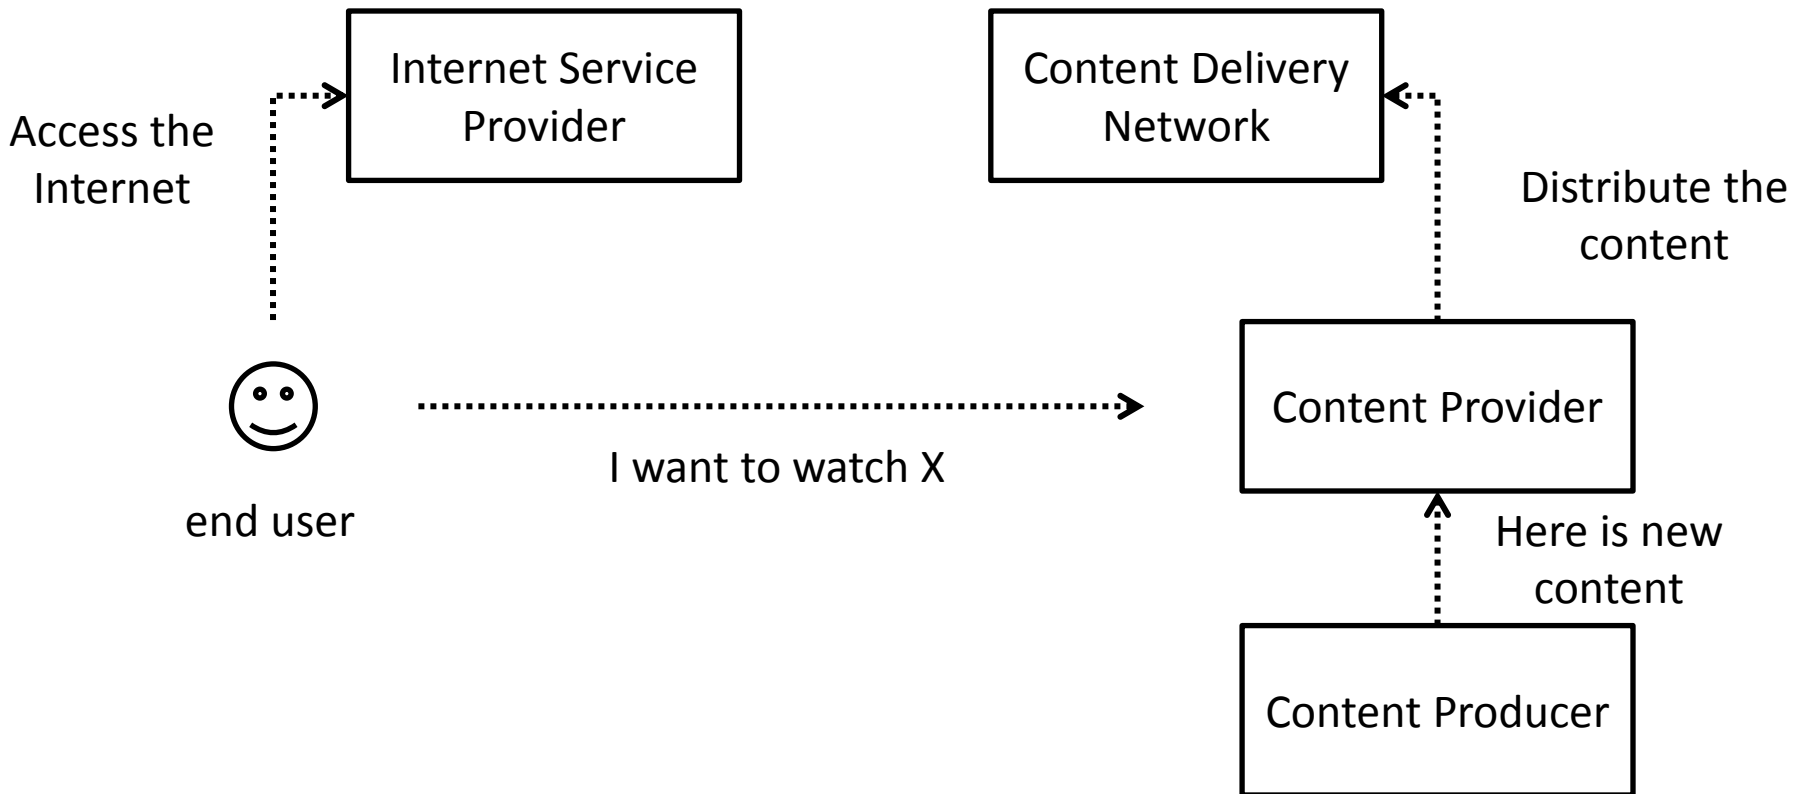 Internet Service
Provider
Content Delivery
Network
Access the
Internet
Distribute the
content
Content Provider
I want to watch X
end user
Here is new
content
Content Producer